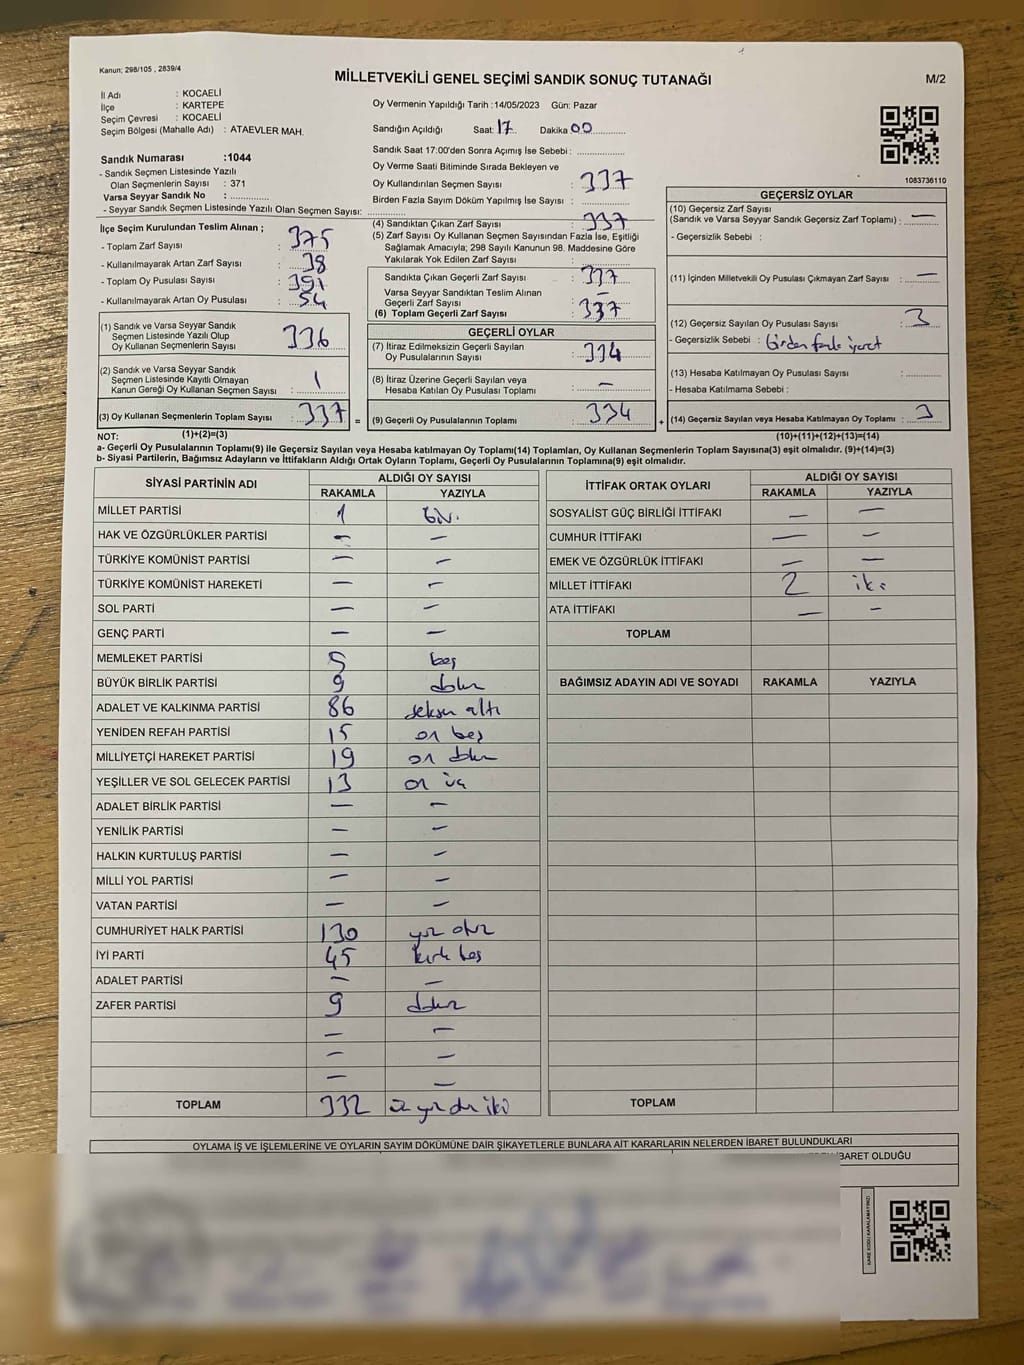 Kanun; 298/105 , 2839/4
MİLLETVEKİLİ GENEL SEÇİMİ SANDIK SONUÇ TUTANAĞI
M/2
İl Adı : KOCAELİ
İlçe : KARTEPE
Seçim Çevresi : KOCAELİ
Seçim Bölgesi (Mahalle Adı) : ATAEVLER MAH.
Oy Vermenin Yapıldığı Tarih :14/05/2023 Gün: Pazar
Sandığın Açıldığı Saat: 17 Dakika 00
Sandık Saat 17:00'den Sonra Açımış İse Sebebi :
Sandık Numarası :1044
- Sandık Seçmen Listesinde Yazılı
Olan Seçmenlerin Sayısı : 371
Varsa Seyyar Sandık No :
- Seyyar Sandık Seçmen Listesinde Yazılı Olan Seçmen Sayısı:
Oy Verme Saati Bitiminde Sırada Bekleyen ve
Oy Kullandırılan Seçmen Sayısı : 337
Birden Fazla Sayım Döküm Yapılmış İse Sayısı :
1083736110
İlçe Seçim Kurulundan Teslim Alınan ;
- Toplam Zarf Sayısı : 375
- Kullanılmayarak Artan Zarf Sayısı : 38
- Toplam Oy Pusulası Sayısı : 391
- Kullanılmayarak Artan Oy Pusulası : 54
(4) Sandıktan Çıkan Zarf Sayısı : 337
(5) Zarf Sayısı Oy Kullanan Seçmen Sayısından Fazla İse, Eşitliği
Sağlamak Amacıyla; 298 Sayılı Kanunun 98. Maddesine Göre
Yakılarak Yok Edilen Zarf Sayısı :
Sandıkta Çıkan Geçerli Zarf Sayısı : 337
Varsa Seyyar Sandıktan Teslim Alınan
Geçerli Zarf Sayısı : —
(6) Toplam Geçerli Zarf Sayısı : 337
GEÇERSİZ OYLAR
(10) Geçersiz Zarf Sayısı
(Sandık ve Varsa Seyyar Sandık Geçersiz Zarf Toplamı) : —
- Geçersizlik Sebebi :
(11) İçinden Milletvekili Oy Pusulası Çıkmayan Zarf Sayısı : —
(12) Geçersiz Sayılan Oy Pusulası Sayısı : 3
- Geçersizlik Sebebi : birden fazla işaret
(13) Hesaba Katılmayan Oy Pusulası Sayısı :
- Hesaba Katılmama Sebebi :
(1) Sandık ve Varsa Seyyar Sandık
Seçmen Listesinde Yazılı Olup
Oy Kullanan Seçmenlerin Sayısı : 336
(2) Sandık ve Varsa Seyyar Sandık
Seçmen Listesinde Kayıtlı Olmayan
Kanun Gereği Oy Kullanan Seçmen Sayısı : 1
GEÇERLİ OYLAR
(7) İtiraz Edilmeksizin Geçerli Sayılan
Oy Pusulalarının Sayısı : 334
(8) İtiraz Üzerine Geçerli Sayılan veya
Hesaba Katılan Oy Pusulası Toplamı : —
(3) Oy Kullanan Seçmenlerin Toplam Sayısı : 337 = (9) Geçerli Oy Pusulalarının Toplamı : 334 + (14) Geçersiz Sayılan veya Hesaba Katılmayan Oy Toplamı : 3
NOT: (1)+(2)=(3) (10)+(11)+(12)+(13)=(14)
a- Geçerli Oy Pusulalarının Toplamı(9) ile Geçersiz Sayılan veya Hesaba katılmayan Oy Toplamı(14) Toplamları, Oy Kullanan Seçmenlerin Toplam Sayısına(3) eşit olmalıdır. (9)+(14)=(3)
b- Siyasi Partilerin, Bağımsız Adayların ve İttifakların Aldığı Ortak Oyların Toplamı, Geçerli Oy Pusulalarının Toplamına(9) eşit olmalıdır.
SİYASİ PARTİNİN ADI ALDIĞI OY SAYISI
RAKAMLA YAZIYLA
MİLLET PARTİSİ 1 bir.
HAK VE ÖZGÜRLÜKLER PARTİSİ — —
TÜRKİYE KOMÜNİST PARTİSİ — —
TÜRKİYE KOMÜNİST HAREKETİ — —
SOL PARTİ — —
GENÇ PARTİ — —
MEMLEKET PARTİSİ 5 beş
BÜYÜK BİRLİK PARTİSİ 9 dokuz
ADALET VE KALKINMA PARTİSİ 86 seksen altı
YENİDEN REFAH PARTİSİ 15 on beş
MİLLİYETÇİ HAREKET PARTİSİ 19 on dokuz
YEŞİLLER VE SOL GELECEK PARTİSİ 13 on üç
ADALET BİRLİK PARTİSİ — —
YENİLİK PARTİSİ — —
HALKIN KURTULUŞ PARTİSİ — —
MİLLİ YOL PARTİSİ — —
VATAN PARTİSİ — —
CUMHURİYET HALK PARTİSİ 130 yüz otuz
İYİ PARTİ 45 kırk beş
ADALET PARTİSİ — —
ZAFER PARTİSİ 9 dokuz
— —
— —
— —
TOPLAM 332 üç yüz otuz iki
İTTİFAK ORTAK OYLARI ALDIĞI OY SAYISI
RAKAMLA YAZIYLA
SOSYALİST GÜÇ BİRLİĞİ İTTİFAKI — —
CUMHUR İTTİFAKI — —
EMEK VE ÖZGÜRLÜK İTTİFAKI — —
MİLLET İTTİFAKI 2 iki
ATA İTTİFAKI — —
TOPLAM
BAĞIMSIZ ADAYIN ADI VE SOYADI RAKAMLA YAZIYLA
TOPLAM
OYLAMA İŞ VE İŞLEMLERİNE VE OYLARIN SAYIM DÖKÜMÜNE DAİR ŞİKAYETLERLE BUNLARA AİT KARARLARIN NELERDEN İBARET BULUNDUKLARI
İBARET OLDUĞU
KARE KODU KARALAMAYINIZ!